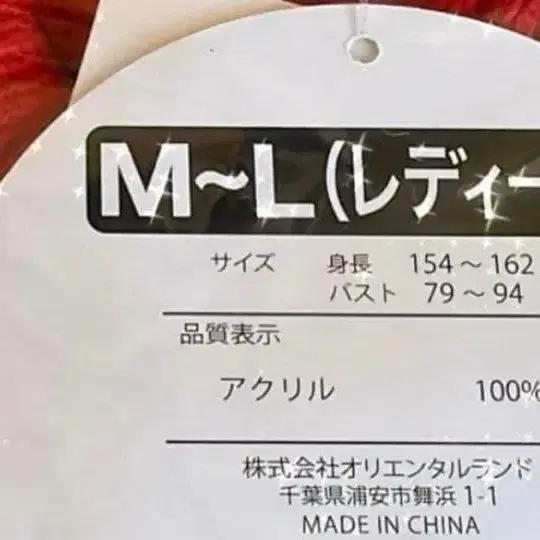 M~L(レディー
サイズ 身長 154～162
バスト 79～94
品質表示
アクリル 100%
株式会社オリエンタルランド
千葉県浦安市舞浜1-1
MADE IN CHINA